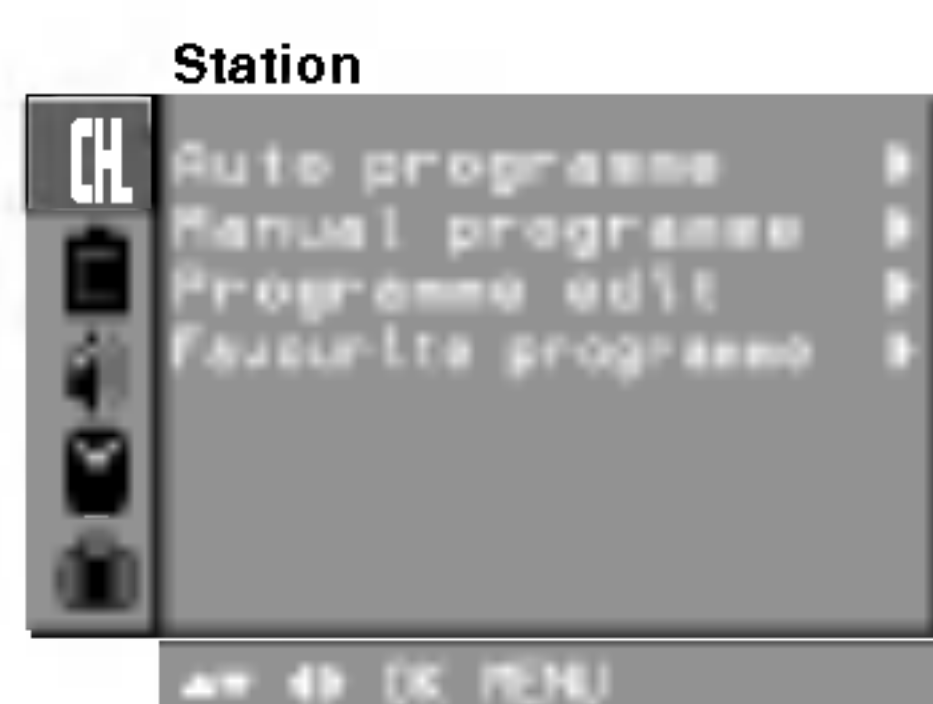 Station
CH
Auto programme
Manual programme
Programme edit
Favourite programme
OK MENU